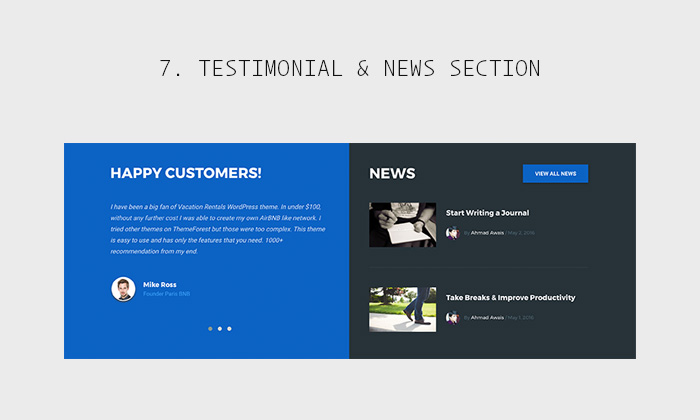 7. TESTIMONIAL & NEWS SECTION
HAPPY CUSTOMERS!
I have been a big fan of Vacation Rentals WordPress theme. In under $100,
without any further cost I was able to create my own AirBNB like network. I
tried other themes on ThemeForest but those were too complex. This theme
is easy to use and has only the features that you need. 1000+
recommendation from my end.
Mike Ross
Founder Paris BNB
NEWS
VIEW ALL NEWS
Start Writing a Journal
By Ahmad Awais / May 2, 2016
Take Breaks & Improve Productivity
By Ahmad Awais / May 1, 2016